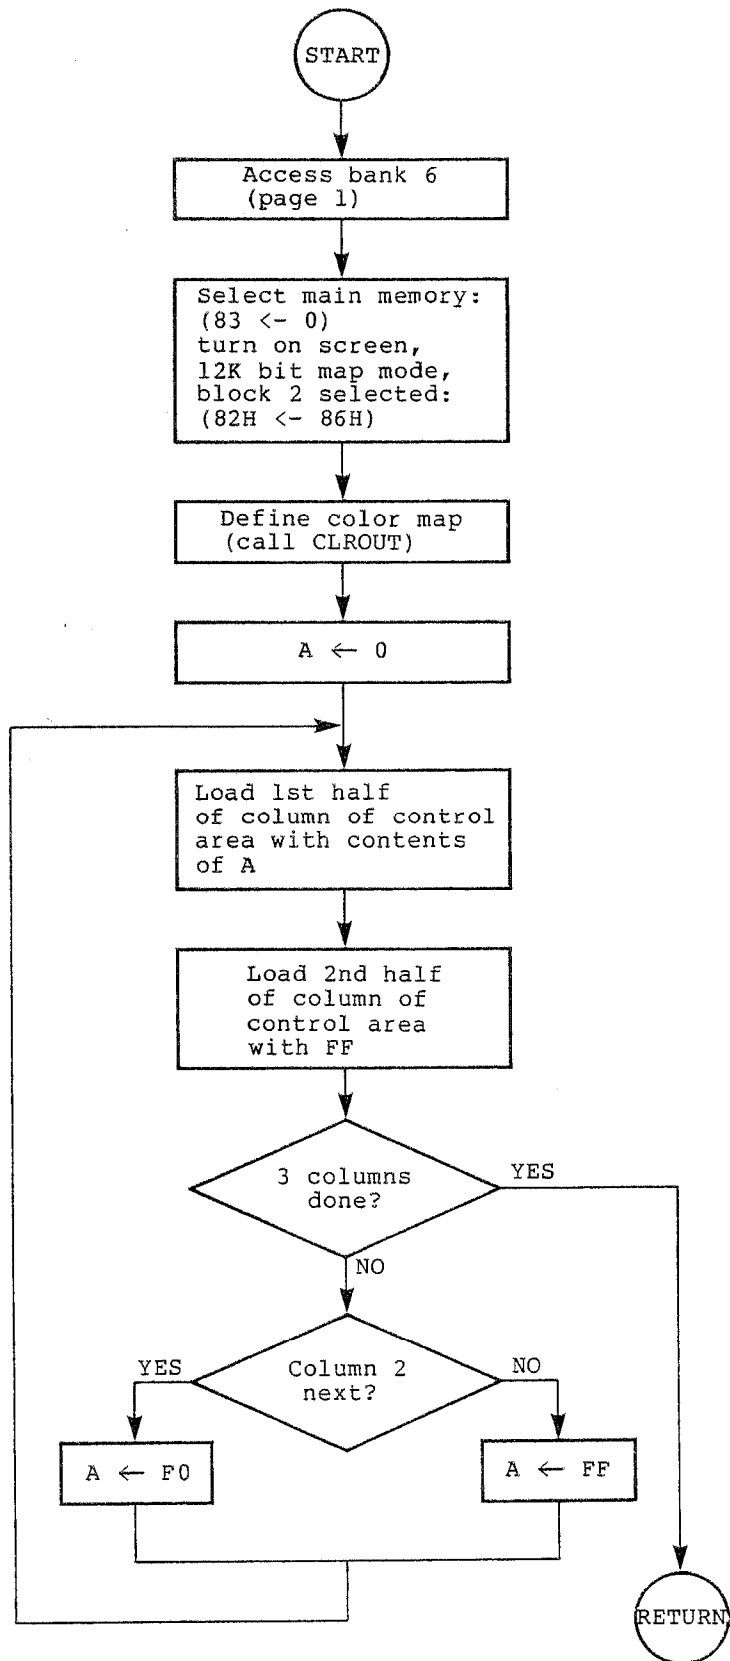 START
Access bank 6
(page 1)
Select main memory:
(83 <- 0)
turn on screen,
12K bit map mode,
block 2 selected:
(82H <- 86H)
Define color map
(call CLROUT)
A ← 0
Load 1st half
of column of control
area with contents
of A
Load 2nd half
of column of
control area
with FF
3 columns
done?
YES
NO
Column 2
next?
YES
NO
A ← F0
A ← FF
RETURN